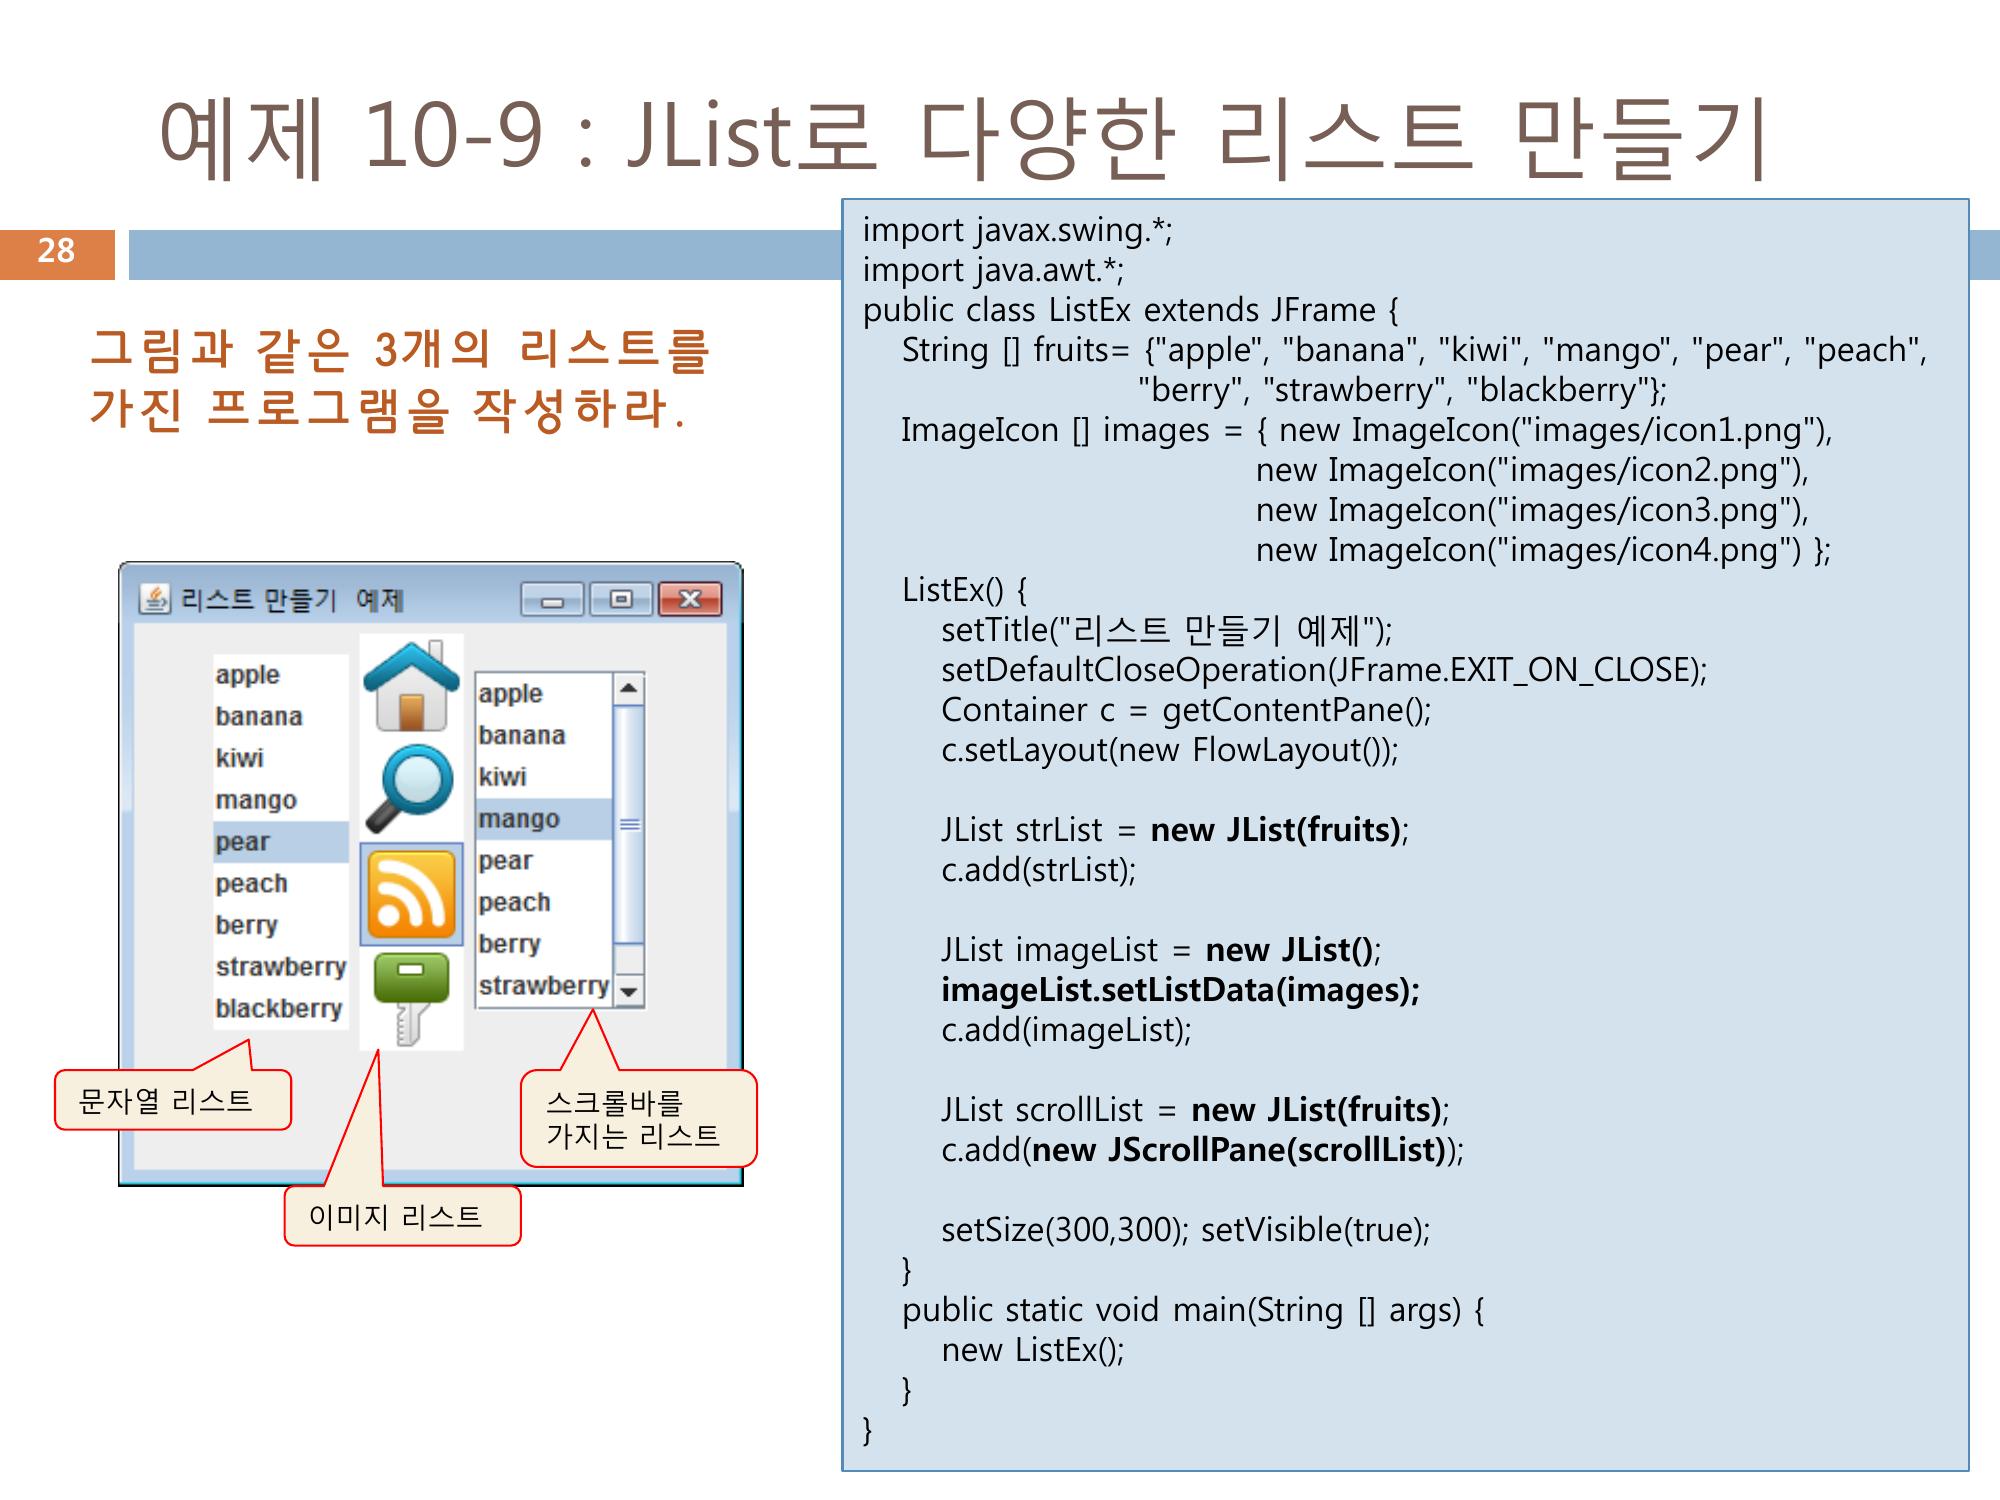 예제 10-9 : JList로 다양한 리스트 만들기
28
그림과 같은 3개의 리스트를
가진 프로그램을 작성하라.
리스트 만들기 예제
apple
banana
kiwi
mango
pear
peach
berry
strawberry
blackberry
apple
banana
kiwi
mango
pear
peach
berry
strawberry
문자열 리스트
이미지 리스트
스크롤바를
가지는 리스트
import javax.swing.*;
import java.awt.*;
public class ListEx extends JFrame {
String [] fruits= {"apple", "banana", "kiwi", "mango", "pear", "peach",
"berry", "strawberry", "blackberry"};
ImageIcon [] images = { new ImageIcon("images/icon1.png"),
new ImageIcon("images/icon2.png"),
new ImageIcon("images/icon3.png"),
new ImageIcon("images/icon4.png") };
ListEx() {
setTitle("리스트 만들기 예제");
setDefaultCloseOperation(JFrame.EXIT_ON_CLOSE);
Container c = getContentPane();
c.setLayout(new FlowLayout());
JList strList = new JList(fruits);
c.add(strList);
JList imageList = new JList();
imageList.setListData(images);
c.add(imageList);
JList scrollList = new JList(fruits);
c.add(new JScrollPane(scrollList));
setSize(300,300); setVisible(true);
}
public static void main(String [] args) {
new ListEx();
}
}